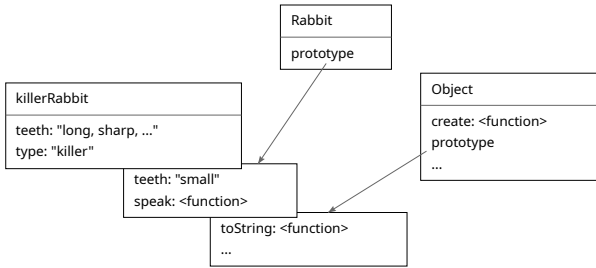 Rabbit
prototype
killerRabbit
teeth: "long, sharp, ..."
type: "killer"
Object
create: <function>
prototype
...
teeth: "small"
speak: <function>
toString: <function>
...